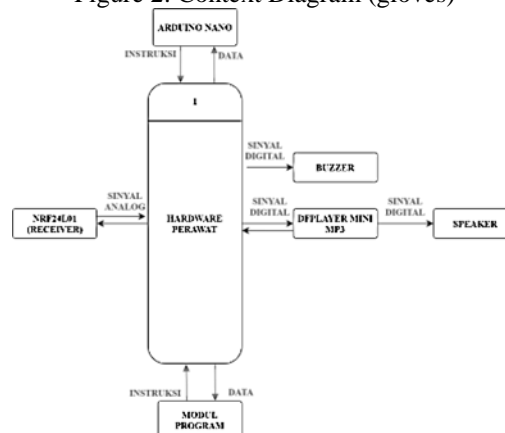 Figure 2. Context Diagram (gloves)
ARDUINO NANO
INSTRUKSI
DATA
1
SINYAL
DIGITAL
BUZZER
SINYAL
ANALOG
NRF24L01
(RECEIVER)
HARDWARE
PERAWAT
SINYAL
DIGITAL
DFPLAYER MINI
MP3
SINYAL
DIGITAL
SPEAKER
INSTRUKSI
DATA
MODUL
PROGRAM